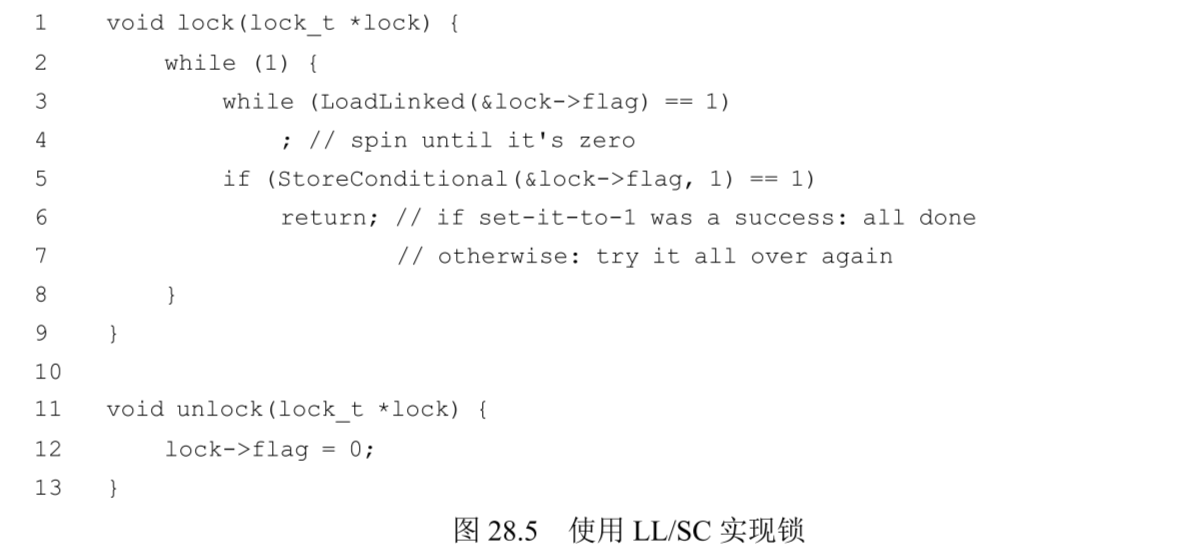 1 void lock(lock_t *lock) {
2 while (1) {
3 while (LoadLinked(&lock->flag) == 1)
4 ; // spin until it's zero
5 if (StoreConditional(&lock->flag, 1) == 1)
6 return; // if set-it-to-1 was a success: all done
7 // otherwise: try it all over again
8 }
9 }
10
11 void unlock(lock_t *lock) {
12 lock->flag = 0;
13 }
图 28.5 使用 LL/SC 实现锁